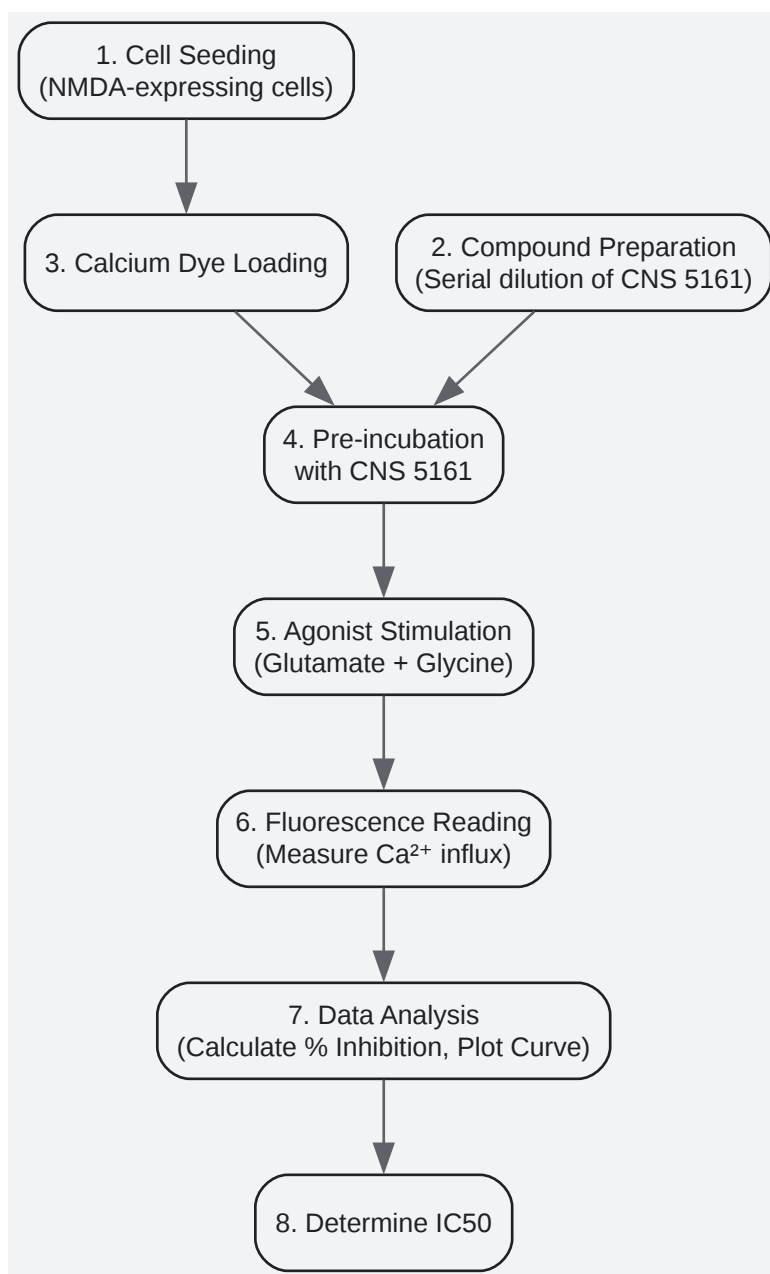 1. Cell Seeding
(NMDA-expressing cells)
3. Calcium Dye Loading
2. Compound Preparation
(Serial dilution of CNS 5161)
4. Pre-incubation
with CNS 5161
5. Agonist Stimulation
(Glutamate + Glycine)
6. Fluorescence Reading
(Measure Ca²⁺ influx)
7. Data Analysis
(Calculate % Inhibition, Plot Curve)
8. Determine IC50